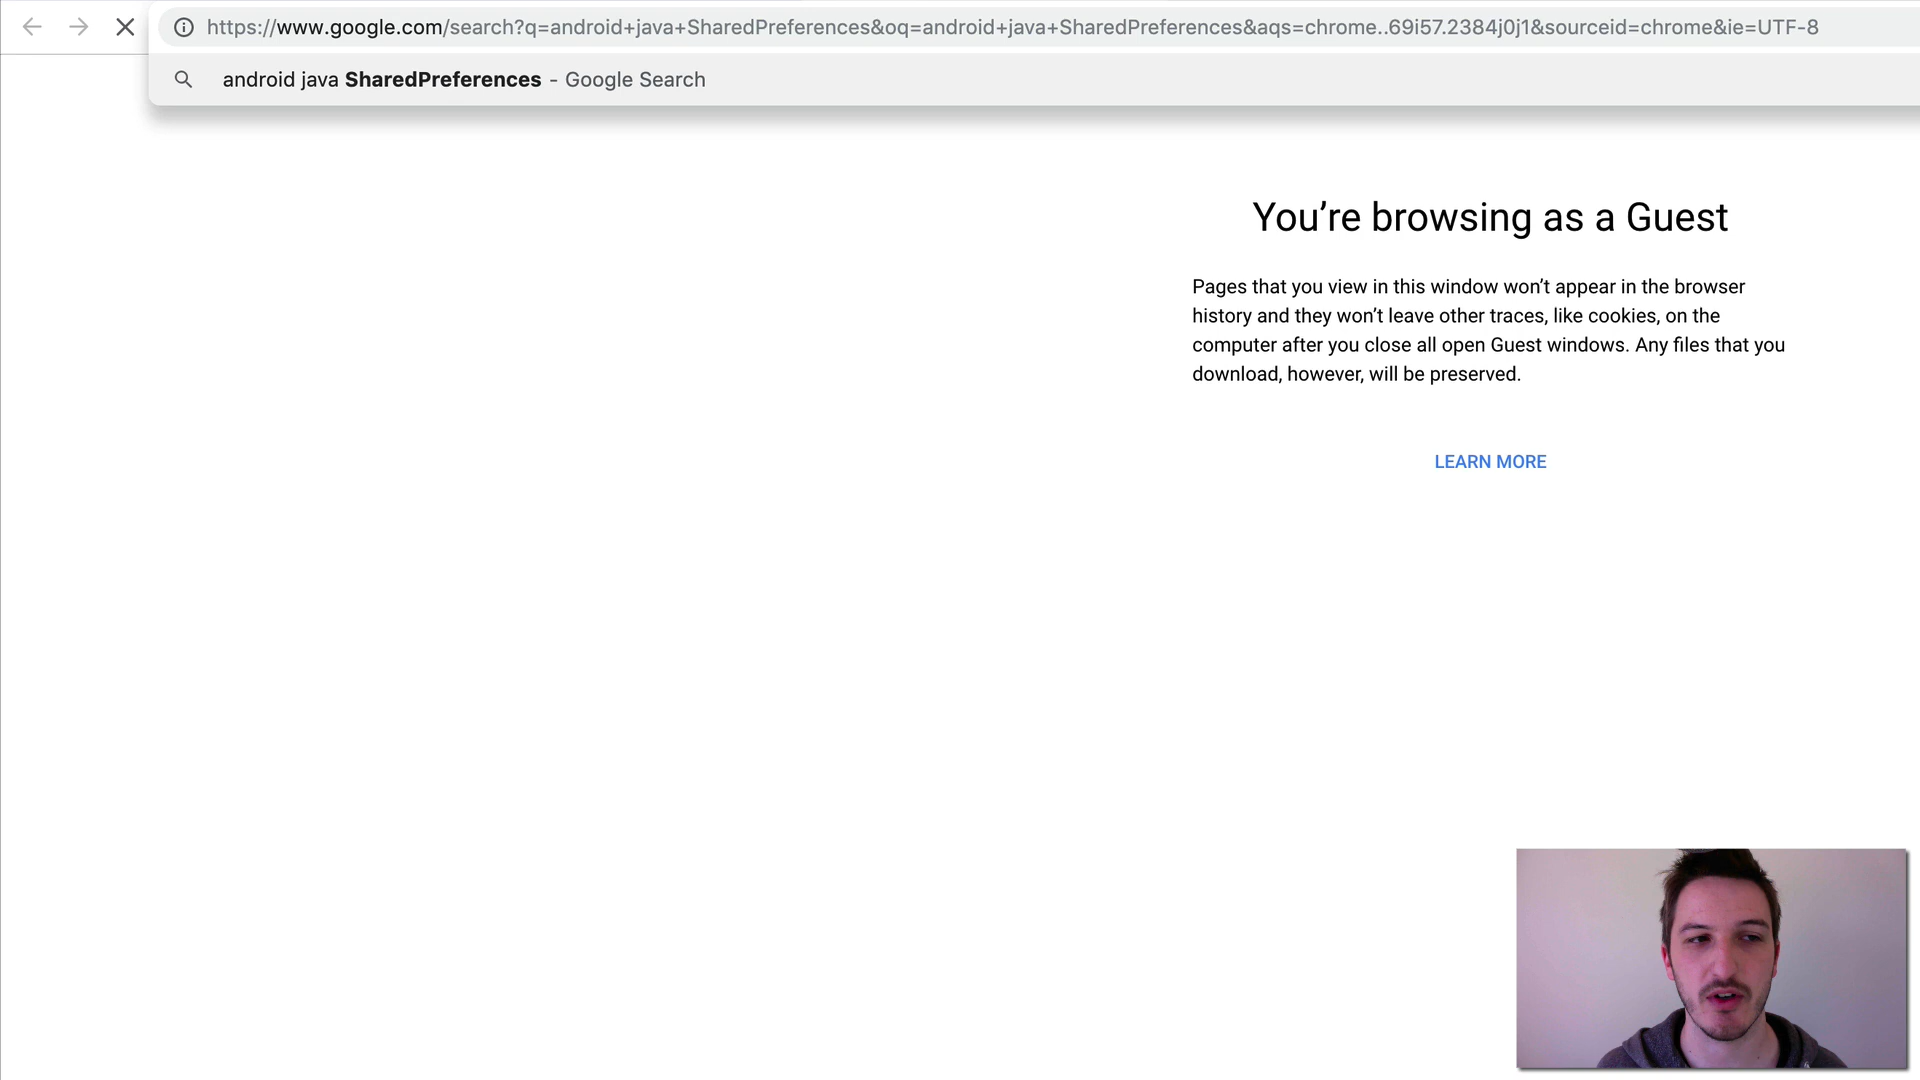 https://www.google.com/search?q=android+java+SharedPreferences&oq=android+java+SharedPreferences&aqs=chrome..69i57.2384j0j1&sourceid=chrome&ie=UTF-8
android java SharedPreferences - Google Search
You’re browsing as a Guest
Pages that you view in this window won’t appear in the browser
history and they won’t leave other traces, like cookies, on the
computer after you close all open Guest windows. Any files that you
download, however, will be preserved.
LEARN MORE